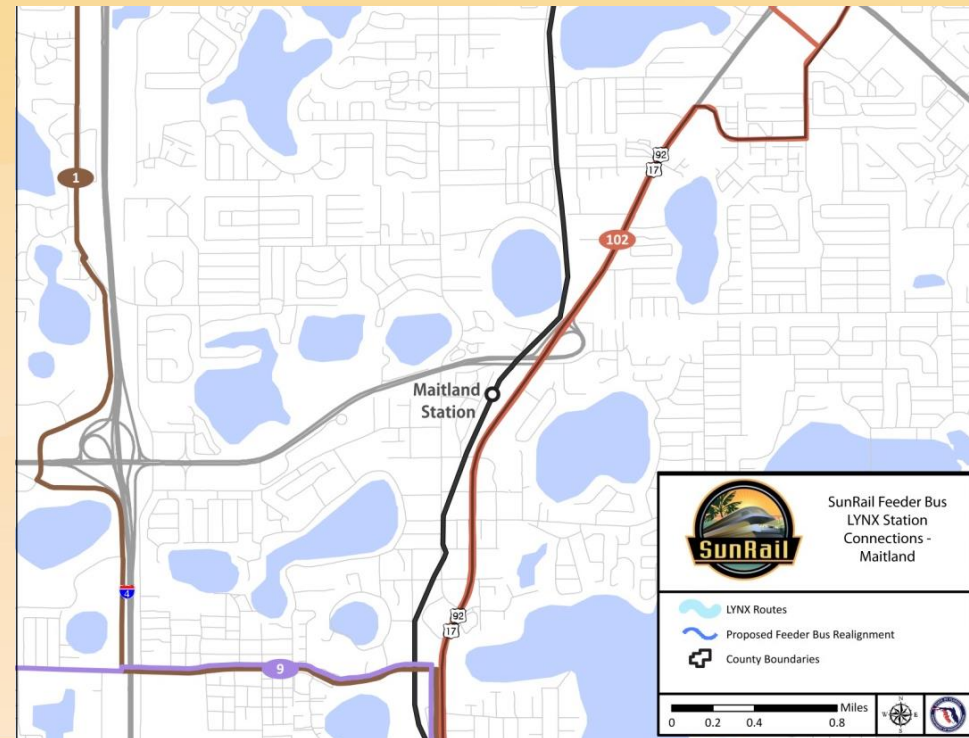 1
92
17
102
Maitland
Station
4
92
17
9
SunRail
SunRail Feeder Bus
LYNX Station
Connections -
Maitland
LYNX Routes
Proposed Feeder Bus Realignment
County Boundaries
Miles
0 0.2 0.4 0.8
N
W E
S